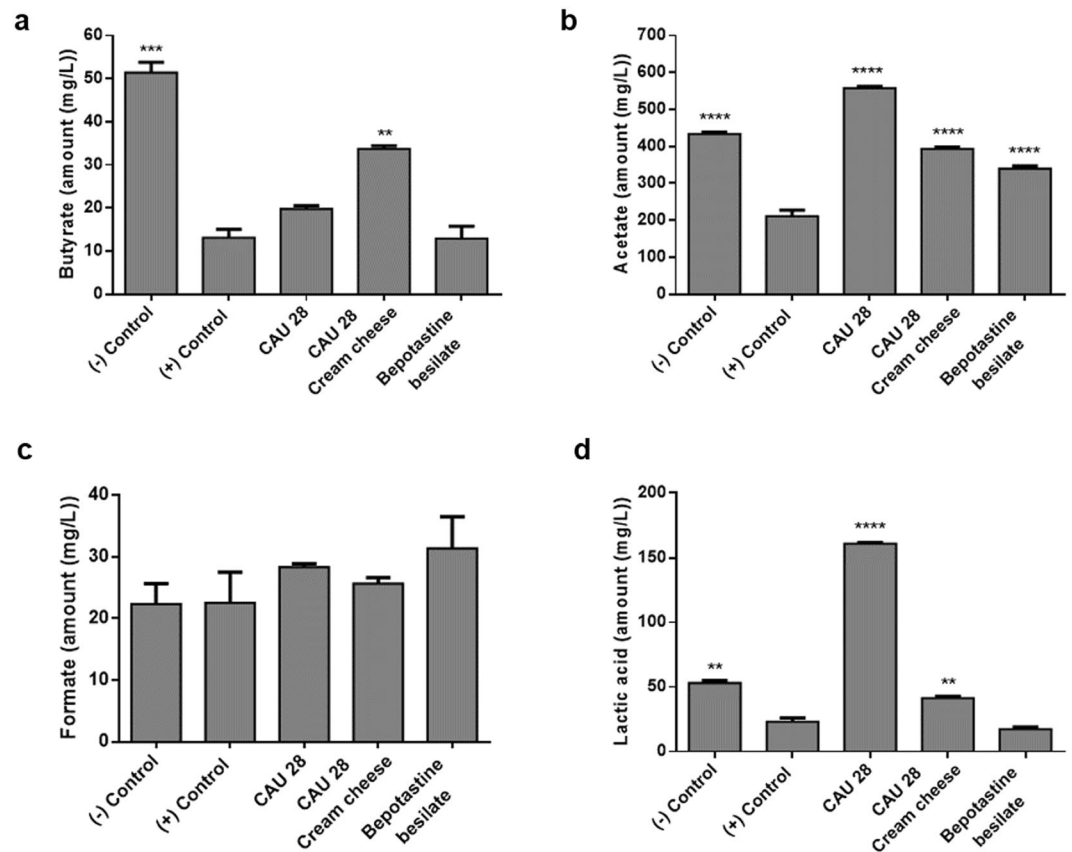 a
Butyrate (amount (mg/L))
60
50
40
30
20
10
0
***
**
(-) Control
(+) Control
CAU 28
CAU 28
Cream cheese
Bepotastine
besilate
b
Acetate (amount (mg/L))
700
600
500
400
300
200
100
0
****
****
****
****
(-) Control
(+) Control
CAU 28
CAU 28
Cream cheese
Bepotastine
besilate
c
Formate (amount (mg/L))
40
30
20
10
0
(-) Control
(+) Control
CAU 28
CAU 28
Cream cheese
Bepotastine
besilate
d
Lactic acid (amount (mg/L))
200
150
100
50
0
**
****
**
(-) Control
(+) Control
CAU 28
CAU 28
Cream cheese
Bepotastine
besilate